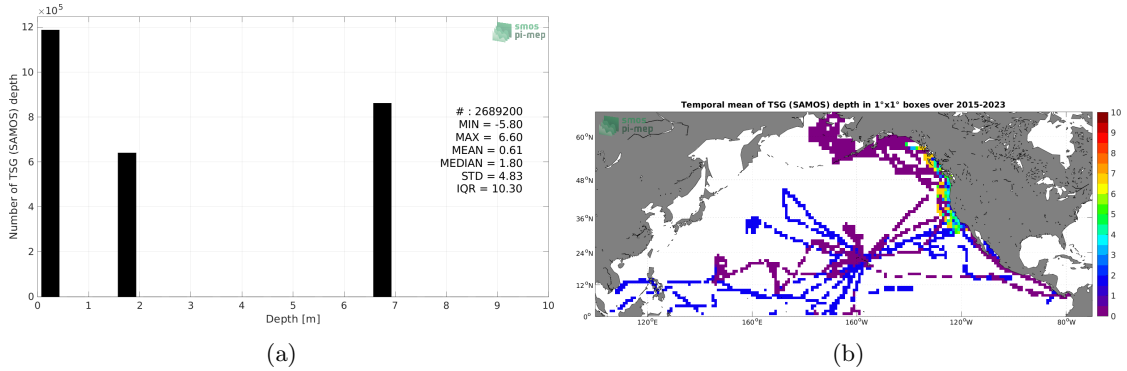 ×10⁵
12
10
8
6
4
2
0
0 1 2 3 4 5 6 7 8 9 10
Number of TSG (SAMOS) depth
Depth [m]
smos
pi-mep
# : 2689200
MIN = -5.80
MAX = 6.60
MEAN = 0.61
MEDIAN = 1.80
STD = 4.83
IQR = 10.30
(a)
Temporal mean of TSG (SAMOS) depth in 1°x1° boxes over 2015-2023
smos
pi-mep
60°N
48°N
36°N
24°N
12°N
0°
120°E 160°E 160°W 120°W 80°W
10
9
8
7
6
5
4
3
2
1
0
(b)